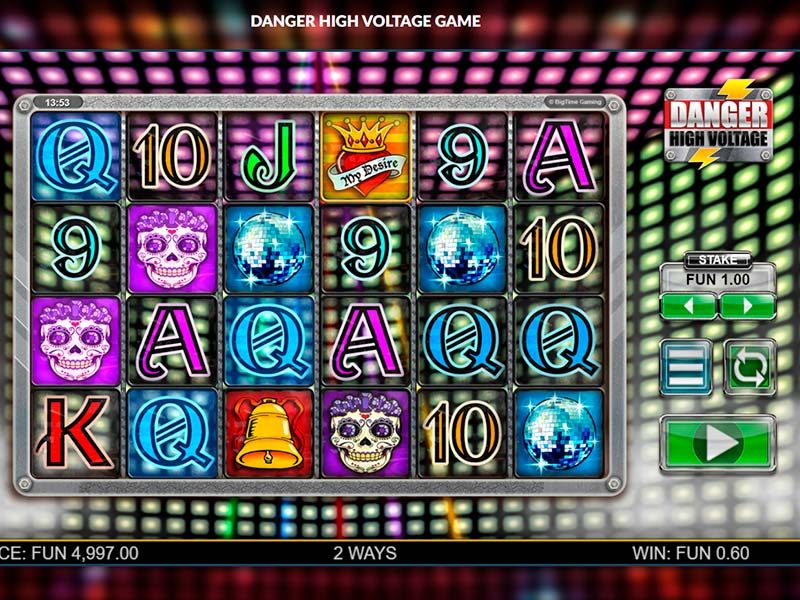 DANGER HIGH VOLTAGE GAME
13:53
© BigTime Gaming
Q 10 J My Desire 9 A
9 9 10
A Q A Q Q
K Q 10
DANGER
HIGH VOLTAGE
STAKE
FUN 1.00
CE: FUN 4,997.00 2 WAYS WIN: FUN 0.60